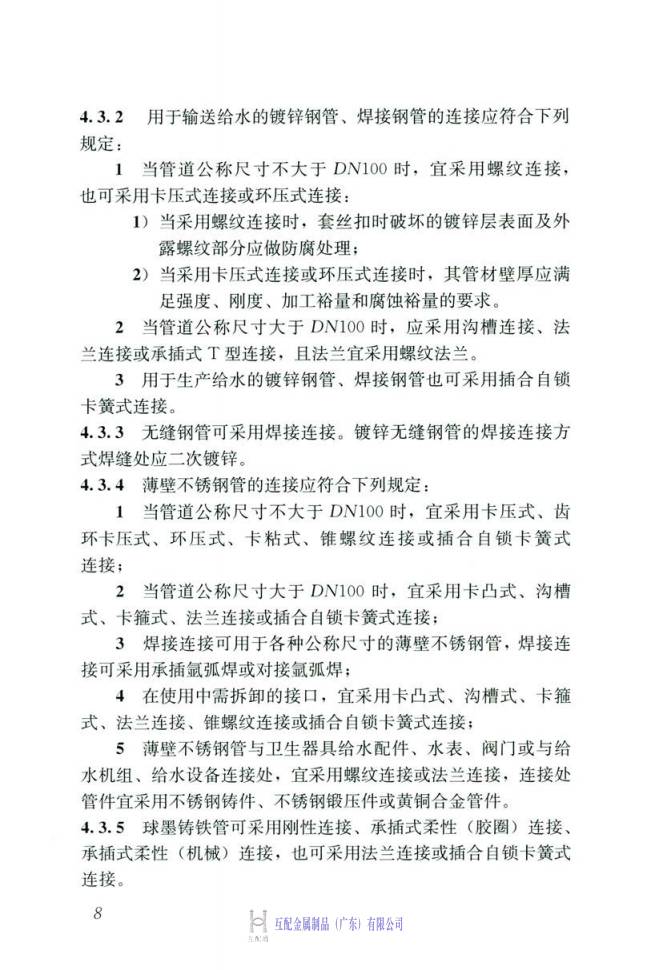 4.3.2 用于输送给水的镀锌钢管、焊接钢管的连接应符合下列
规定：
1 当管道公称尺寸不大于 DN100 时，宜采用螺纹连接，
也可采用卡压式连接或环压式连接：
1）当采用螺纹连接时，套丝扣时破坏的镀锌层表面及外
露螺纹部分应做防腐处理；
2）当采用卡压式连接或环压式连接时，其管材壁厚应满
足强度、刚度、加工裕量和腐蚀裕量的要求。
2 当管道公称尺寸大于 DN100 时，应采用沟槽连接、法
兰连接或承插式 T 型连接，且法兰宜采用螺纹法兰。
3 用于生产给水的镀锌钢管、焊接钢管也可采用插合自锁
卡簧式连接。
4.3.3 无缝钢管可采用焊接连接。镀锌无缝钢管的焊接连接方
式焊缝处应二次镀锌。
4.3.4 薄壁不锈钢管的连接应符合下列规定：
1 当管道公称尺寸不大于 DN100 时，宜采用卡压式、齿
环卡压式、环压式、卡粘式、锥螺纹连接或插合自锁卡簧式
连接；
2 当管道公称尺寸大于 DN100 时，宜采用卡凸式、沟槽
式、卡箍式、法兰连接或插合自锁卡簧式连接；
3 焊接连接可用于各种公称尺寸的薄壁不锈钢管，焊接连
接可采用承插氩弧焊或对接氩弧焊；
4 在使用中需拆卸的接口，宜采用卡凸式、沟槽式、卡箍
式、法兰连接、锥螺纹连接或插合自锁卡簧式连接；
5 薄壁不锈钢管与卫生器具给水配件、水表、阀门或与给
水机组、给水设备连接处，宜采用螺纹连接或法兰连接，连接处
管件宜采用不锈钢铸件、不锈钢锻压件或黄铜合金管件。
4.3.5 球墨铸铁管可采用刚性连接、承插式柔性（胶圈）连接、
承插式柔性（机械）连接，也可采用法兰连接或插合自锁卡簧式
连接。
8
互配金属制品（广东）有限公司